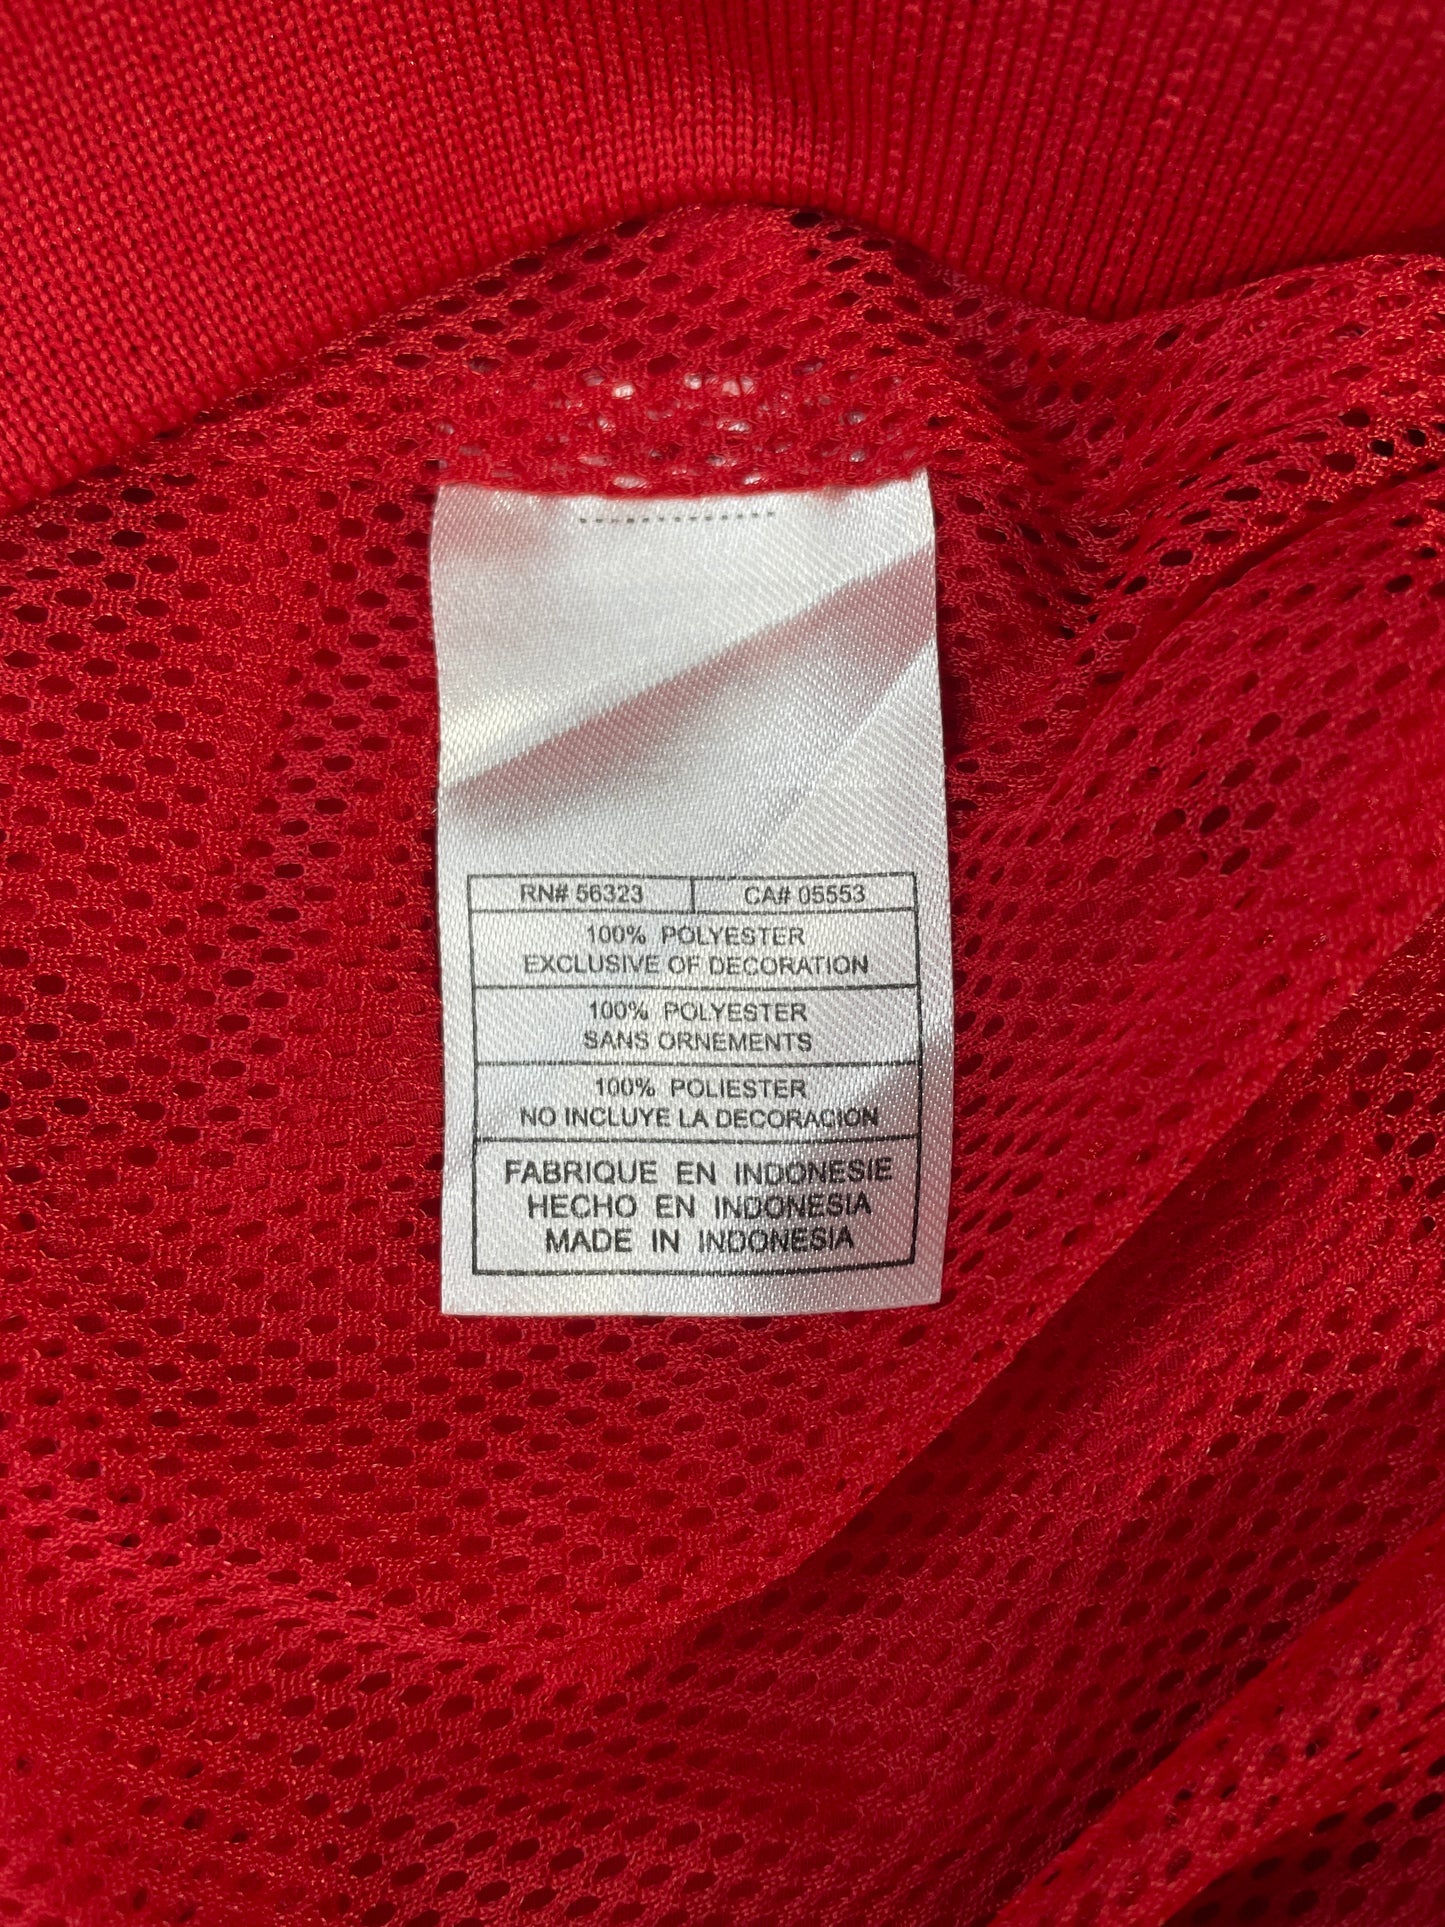 RN# 56323 CA# 05553
100% POLYESTER
EXCLUSIVE OF DECORATION
100% POLYESTER
SANS ORNEMENTS
100% POLIESTER
NO INCLUYE LA DECORACION
FABRIQUE EN INDONESIE
HECHO EN INDONESIA
MADE IN INDONESIA